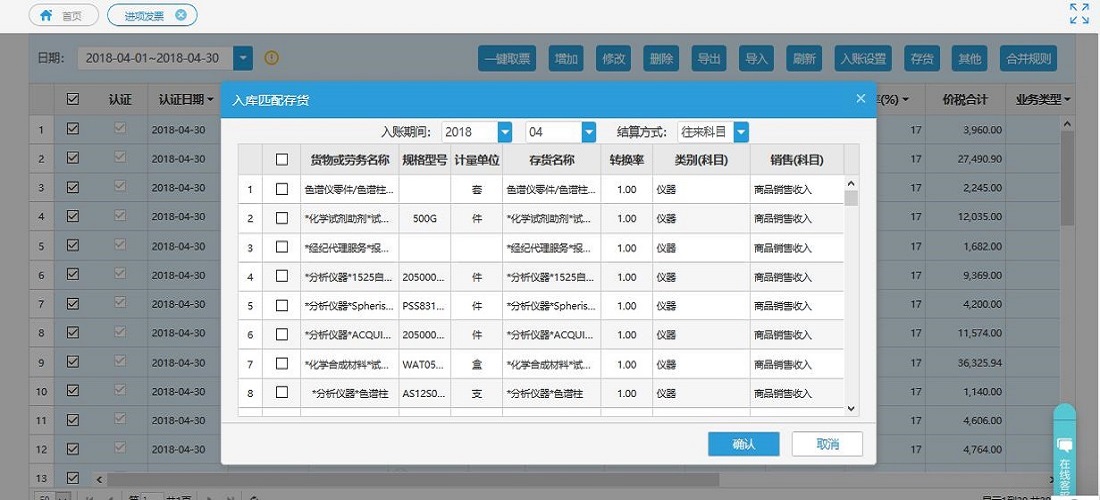 首页 进项发票
日期: 2018-04-01~2018-04-30 一键取票 增加 修改 删除 导出 导入 刷新 入账设置 存货 其他 合并规则
认证 认证日期 (%) 价税合计 业务类型
入库匹配存货
入账期间: 2018 04 结算方式: 往来科目
货物或劳务名称 规格型号 计量单位 存货名称 转换率 类别(科目) 销售(科目)
1 2018-04-30 17 3,960.00
2 2018-04-30 17 27,490.90
3 2018-04-30 17 2,245.00
4 2018-04-30 17 12,035.00
5 2018-04-30 17 1,682.00
6 2018-04-30 17 9,369.00
7 2018-04-30 17 4,200.00
8 2018-04-30 17 11,574.00
9 2018-04-30 17 36,325.94
10 2018-04-30 17 1,140.00
11 2018-04-30 17 4,606.00
12 2018-04-30 17 4,764.00
13
1 色谱仪零件/色谱柱... 套 色谱仪零件/色谱柱... 1.00 仪器 商品销售收入
2 *化学试剂助剂*试... 500G 件 *化学试剂助剂*试... 1.00 仪器 商品销售收入
3 *经纪代理服务*报... *经纪代理服务*报... 1.00 仪器 商品销售收入
4 *分析仪器*1525自... 205000... 件 *分析仪器*1525自... 1.00 仪器 商品销售收入
5 *分析仪器*Spheris... PSS831... 件 *分析仪器*Spheris... 1.00 仪器 商品销售收入
6 *分析仪器*ACQUI... 205000... 件 *分析仪器*ACQUI... 1.00 仪器 商品销售收入
7 *化学合成材料*试... WAT05... 盒 *化学合成材料*试... 1.00 仪器 商品销售收入
8 *分析仪器*色谱柱 AS12S0... 支 *分析仪器*色谱柱 1.00 仪器 商品销售收入
确认 取消
在线客服